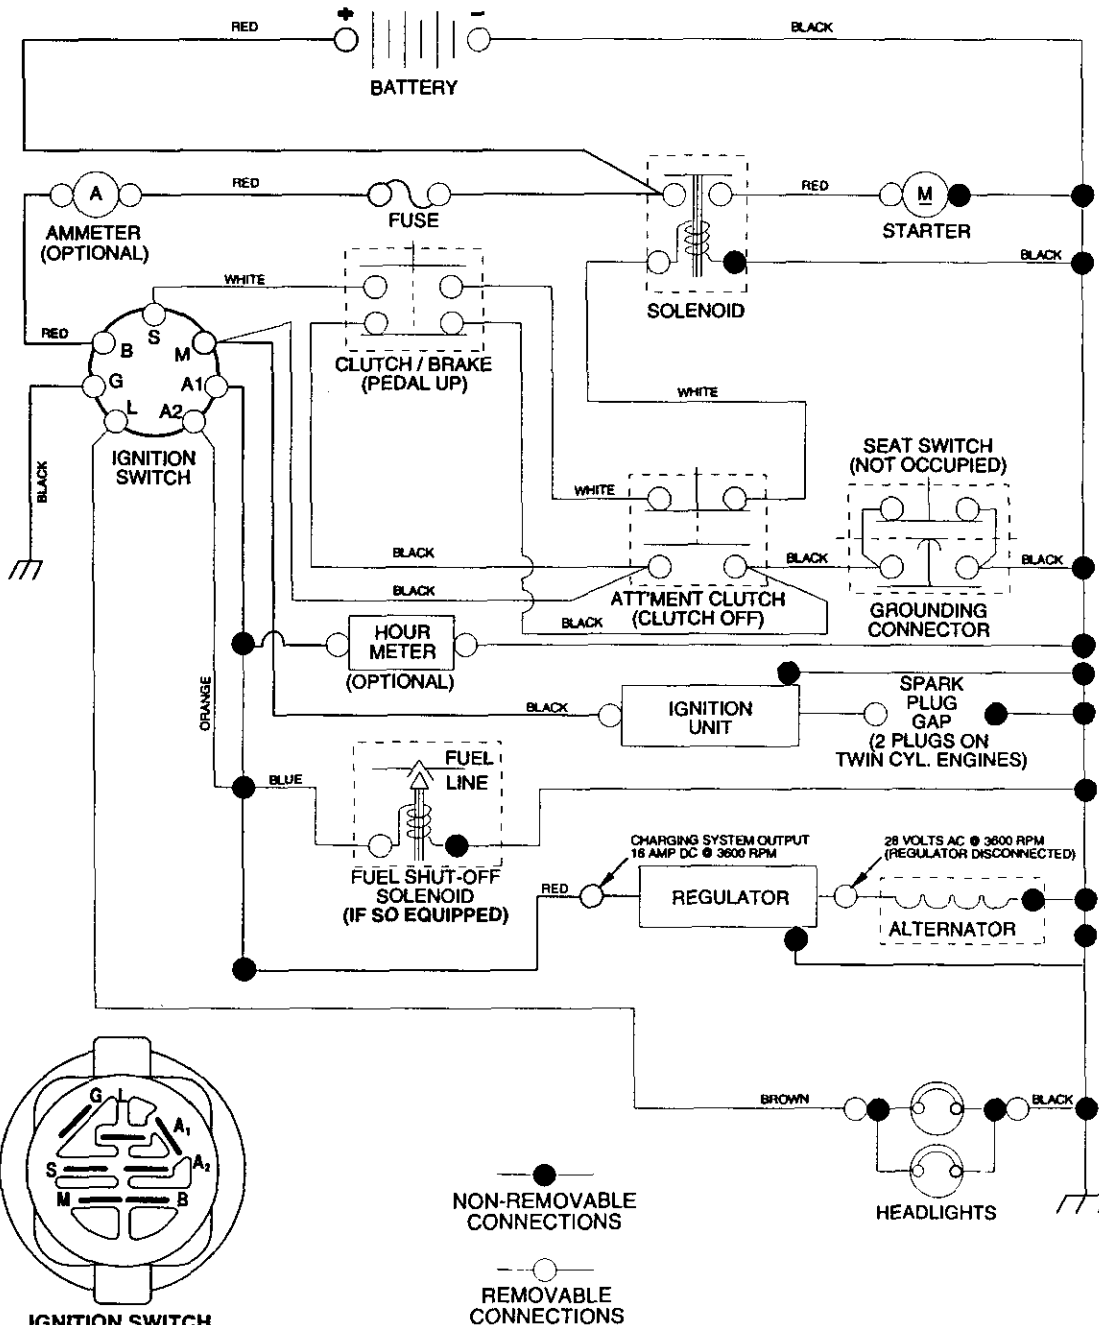 + -
RED
BLACK
BATTERY
A
RED
RED
M
AMMETER
(OPTIONAL)
FUSE
STARTER
BLACK
WHITE
SOLENOID
S
RED
B
M
G
A1
L
A2
CLUTCH / BRAKE
(PEDAL UP)
WHITE
IGNITION
SWITCH
BLACK
SEAT SWITCH
(NOT OCCUPIED)
WHITE
BLACK
BLACK
BLACK
BLACK
ATT'MENT CLUTCH
(CLUTCH OFF)
GROUNDING
CONNECTOR
BLACK
HOUR
METER
(OPTIONAL)
ORANGE
BLACK
IGNITION
UNIT
SPARK
PLUG
GAP
(2 PLUGS ON
TWIN CYL. ENGINES)
BLUE
FUEL
LINE
FUEL SHUT-OFF
SOLENOID
(IF SO EQUIPPED)
CHARGING SYSTEM OUTPUT
16 AMP DC @ 3600 RPM
28 VOLTS AC @ 3600 RPM
(REGULATOR DISCONNECTED)
RED
REGULATOR
ALTERNATOR
BROWN
BLACK
HEADLIGHTS
G L
A1
A2
S
M
B
IGNITION SWITCH
NON-REMOVABLE
CONNECTIONS
REMOVABLE
CONNECTIONS